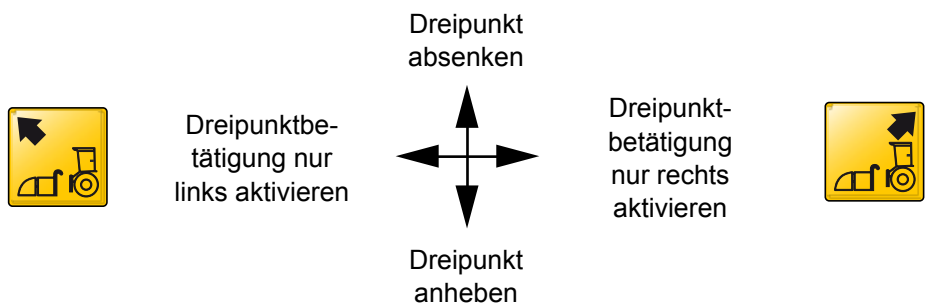 Dreipunkt
absenken
Dreipunktbe-
tätigung nur
links aktivieren
Dreipunkt-
betätigung
nur rechts
aktivieren
Dreipunkt
anheben